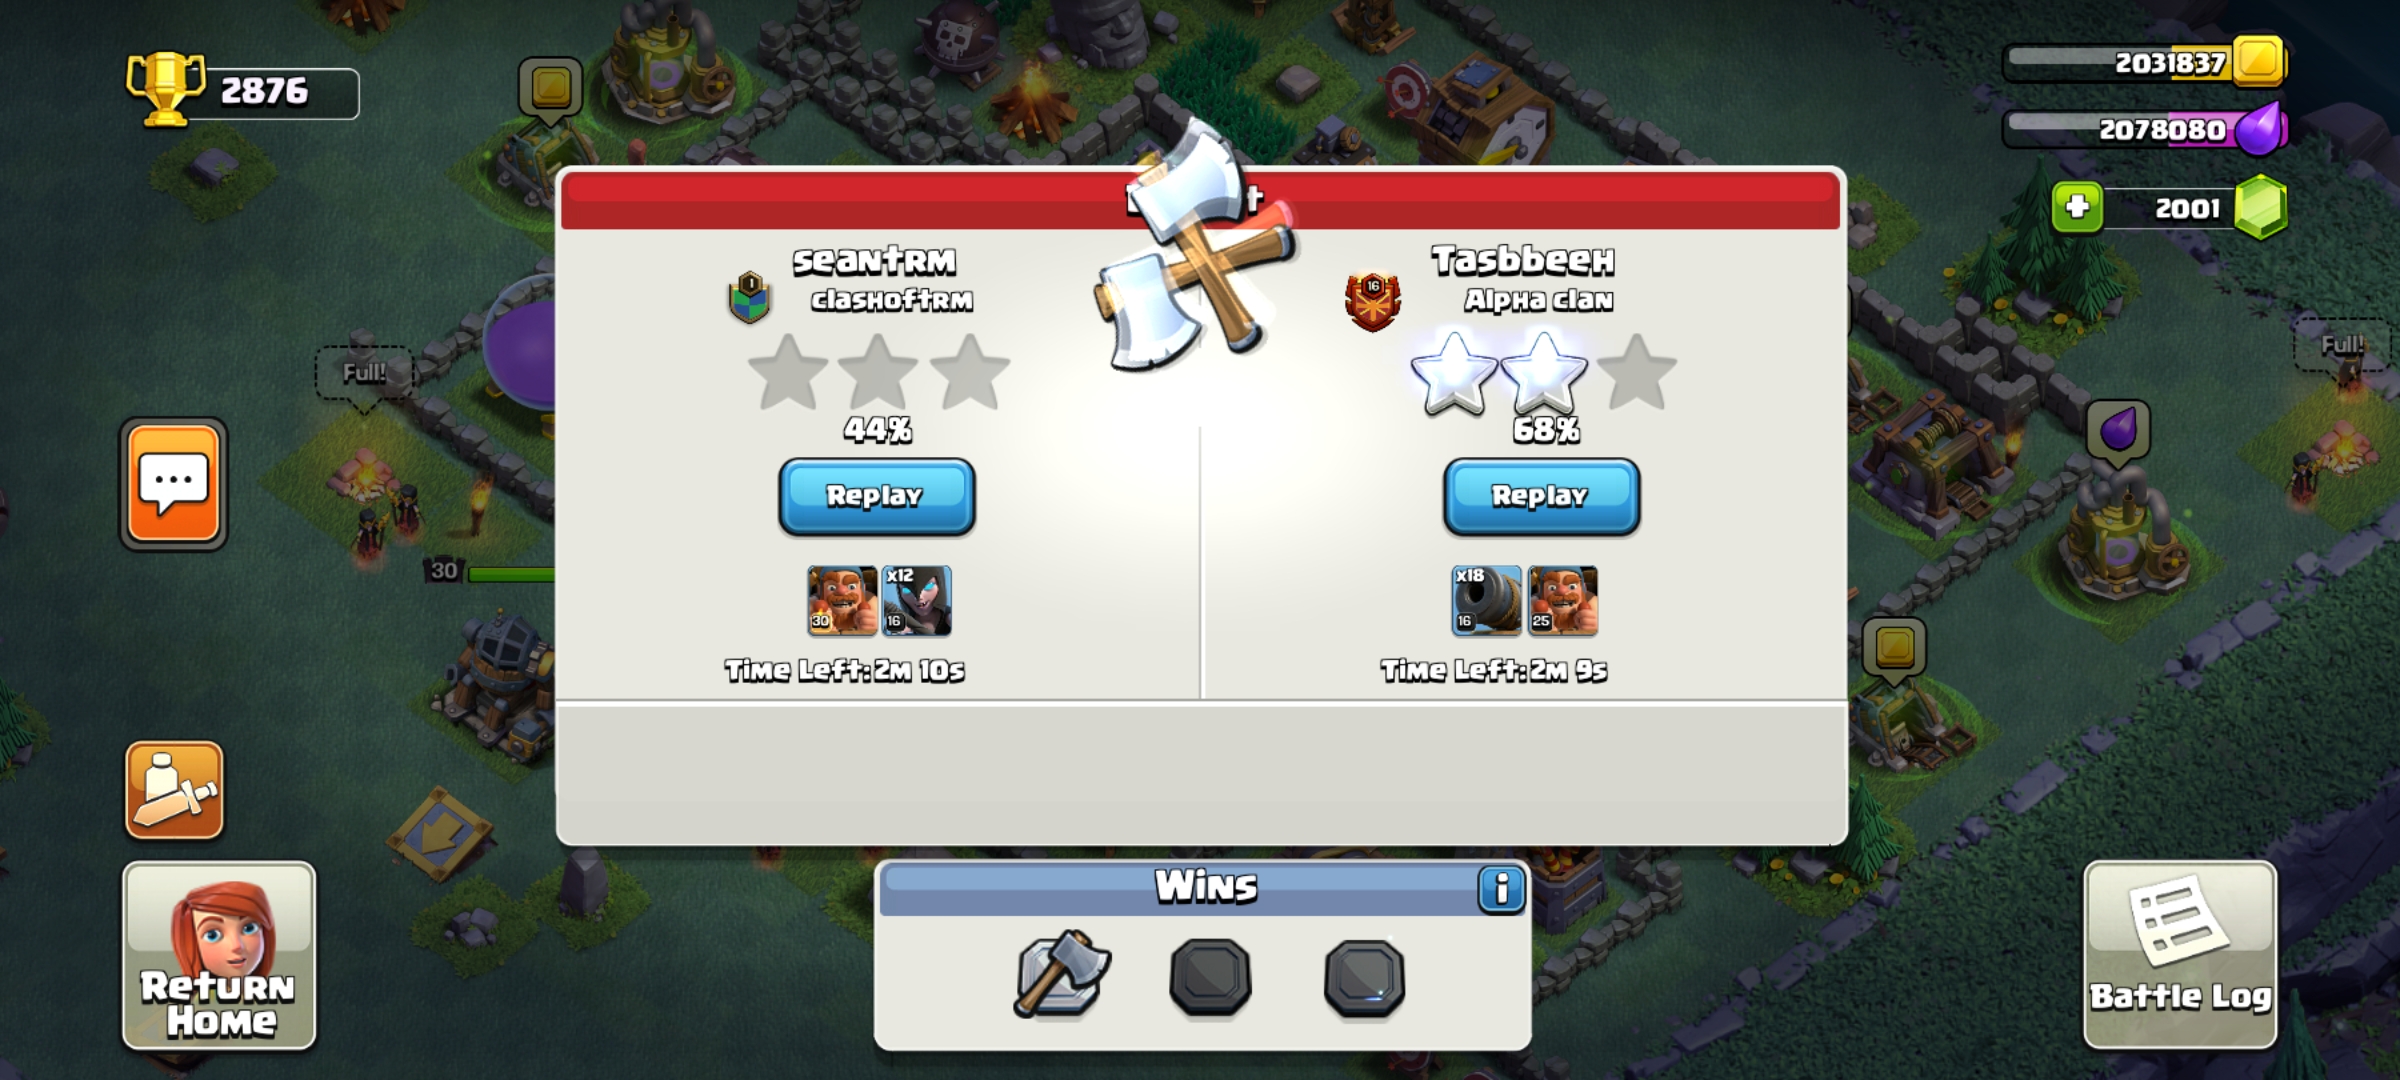 2876
2031837
2078080
2001
seantrm
clashoftrm
1
Tasbbeeh
Alpha clan
16
44%
68%
Replay
Replay
Full!
Full!
30
x12
30
16
x18
16
25
Time Left:2m 10s
Time Left:2m 9s
Wins
i
Return
Home
Battle Log